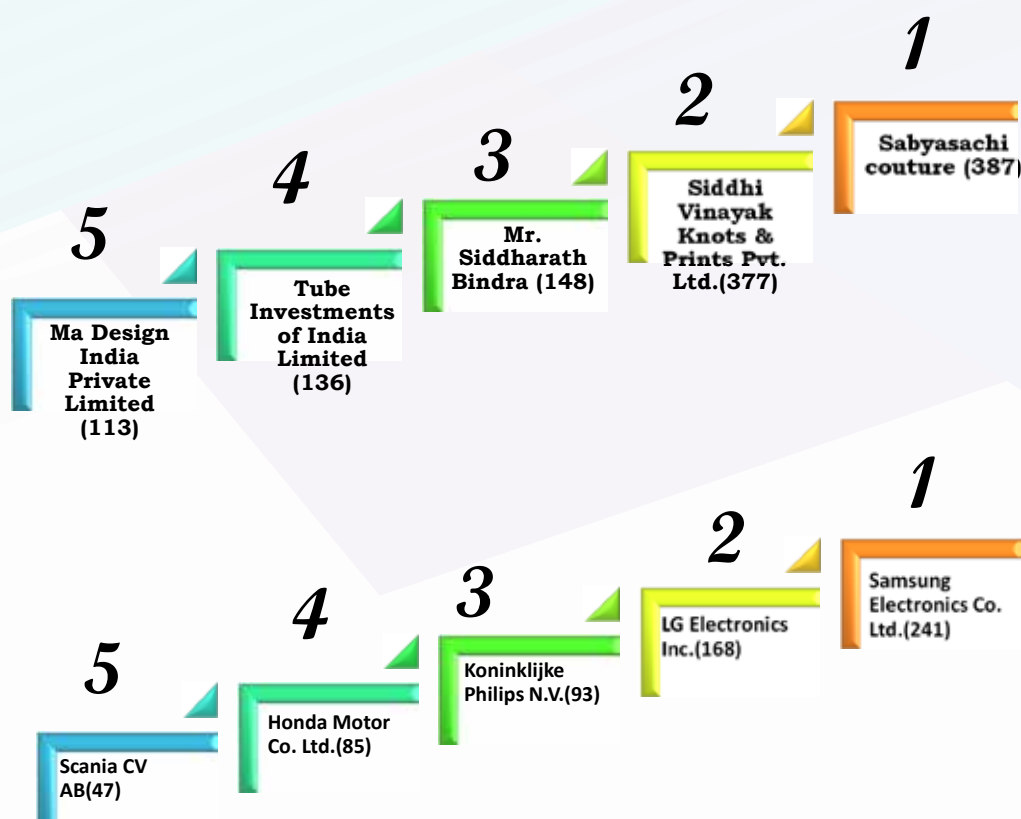 1
Sabyasachi
couture (387)
2
Siddhi
Vinayak
Knots &
Prints Pvt.
Ltd.(377)
3
Mr.
Siddharath
Bindra (148)
4
Tube
Investments
of India
Limited
(136)
5
Ma Design
India
Private
Limited
(113)
1
Samsung
Electronics Co.
Ltd.(241)
2
LG Electronics
Inc.(168)
3
Koninklijke
Philips N.V.(93)
4
Honda Motor
Co. Ltd.(85)
5
Scania CV
AB(47)